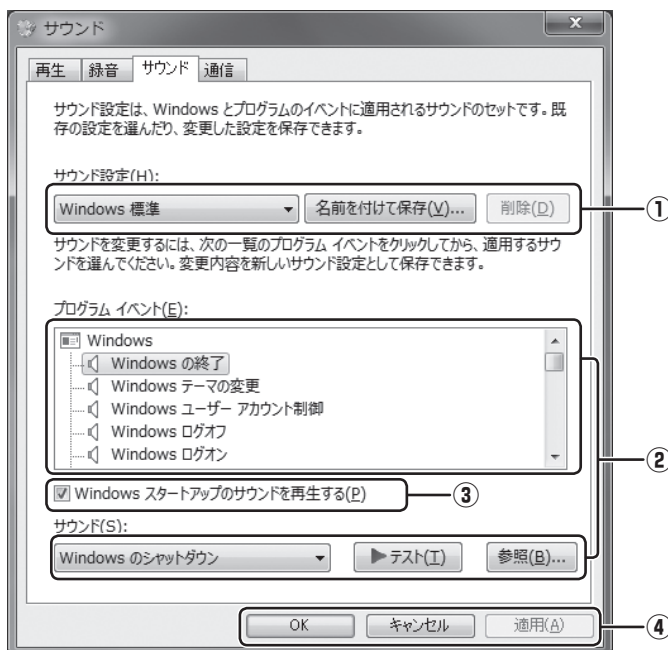 サウンド
x
再生 録音 サウンド 通信
サウンド設定は、Windows とプログラムのイベントに適用されるサウンドのセットです。既
存の設定を選んだり、変更した設定を保存できます。
サウンド設定(H):
Windows 標準 名前を付けて保存(V)... 削除(D)
①
サウンドを変更するには、次の一覧のプログラム イベントをクリックしてから、適用するサウ
ンドを選んでください。変更内容を新しいサウンド設定として保存できます。
プログラム イベント(E):
Windows
Windows の終了
Windows テーマの変更
Windows ユーザー アカウント制御
Windows ログオフ
Windows ログオン
②
Windows スタートアップのサウンドを再生する(P)
③
サウンド(S):
Windows のシャットダウン テスト(T) 参照(B)...
OK キャンセル 適用(A)
④